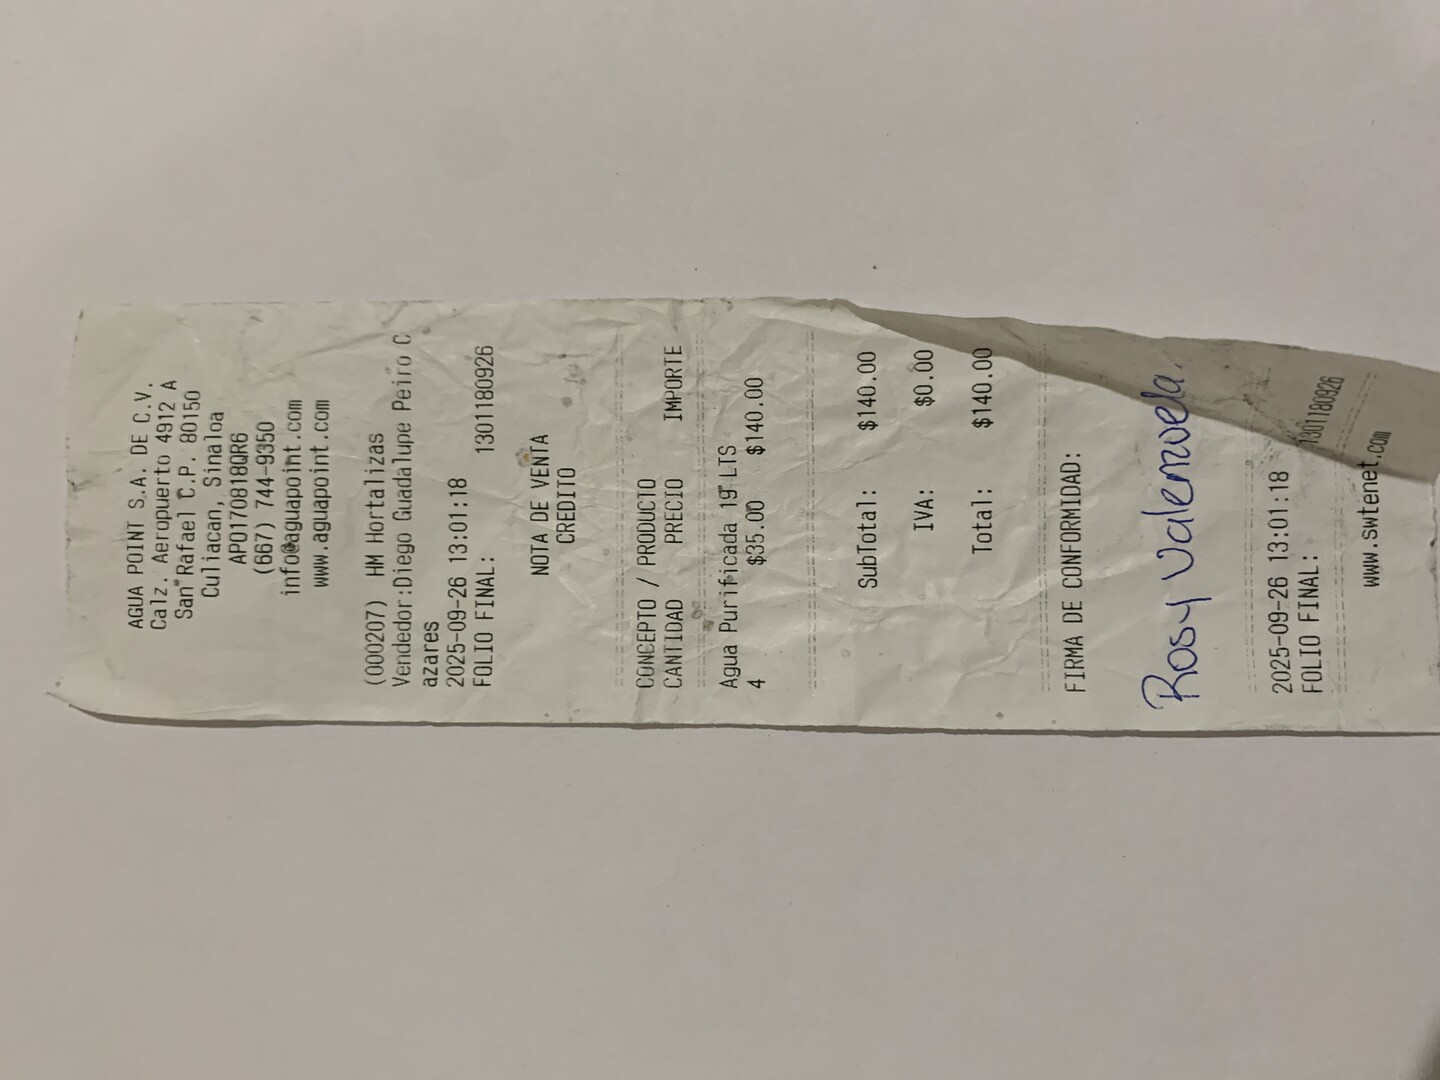 AGUA POINT S.A. DE C.V.
Calz. Aeropuerto 4912 A
San Rafael C.P. 80150
Culiacan, Sinaloa
APO170818QR6
(667) 744-9350
info@aguapoint.com
www.aguapoint.com
(000207) HM Hortalizas
Vendedor:Diego Guadalupe Peiro C
azares
2025-09-26 13:01:18
FOLIO FINAL: 1301180926
NOTA DE VENTA
CREDITO
CONCEPTO / PRODUCTO
CANTIDAD PRECIO IMPORTE
Agua Purificada 19 LTS
4 $35.00 $140.00
SubTotal: $140.00
IVA: $0.00
Total: $140.00
FIRMA DE CONFORMIDAD:
Rosy Valenzuela.
2025-09-26 13:01:18
FOLIO FINAL: 1301180926
www.swtenet.com